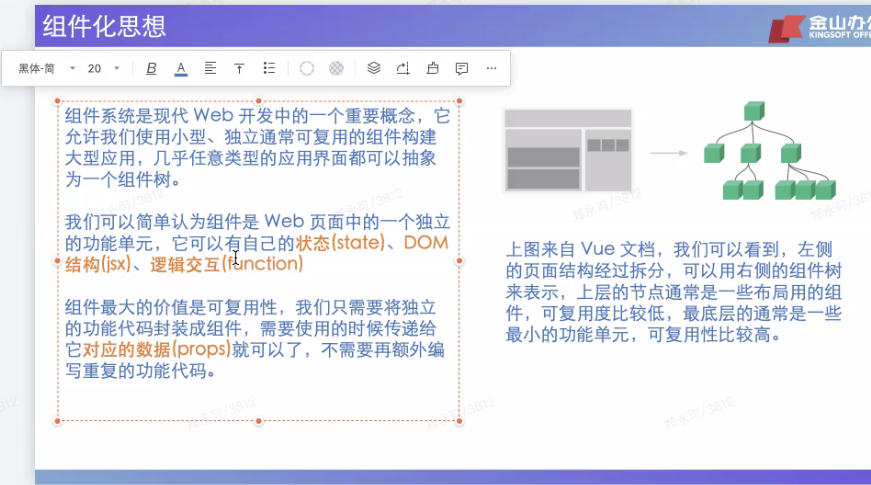 组件化思想
金山办公
KINGSOFT OFF
黑体-简
20
B
A
组件系统是现代 Web 开发中的一个重要概念，它
允许我们使用小型、独立通常可复用的组件构建
大型应用，几乎任意类型的应用界面都可以抽象
为一个组件树。
我们可以简单认为组件是 Web 页面中的一个独立
的功能单元，它可以有自己的状态(state)、DOM
结构(jsx)、逻辑交互(function)
组件最大的价值是可复用性，我们只需要将独立
的功能代码封装成组件，需要使用的时候传递给
它对应的数据(props)就可以了，不需要再额外编
写重复的功能代码。
上图来自 Vue 文档，我们可以看到，左侧
的页面结构经过拆分，可以用右侧的组件树
来表示，上层的节点通常是一些布局用的组
件，可复用度比较低，最底层的通常是一些
最小的功能单元，可复用性比较高。